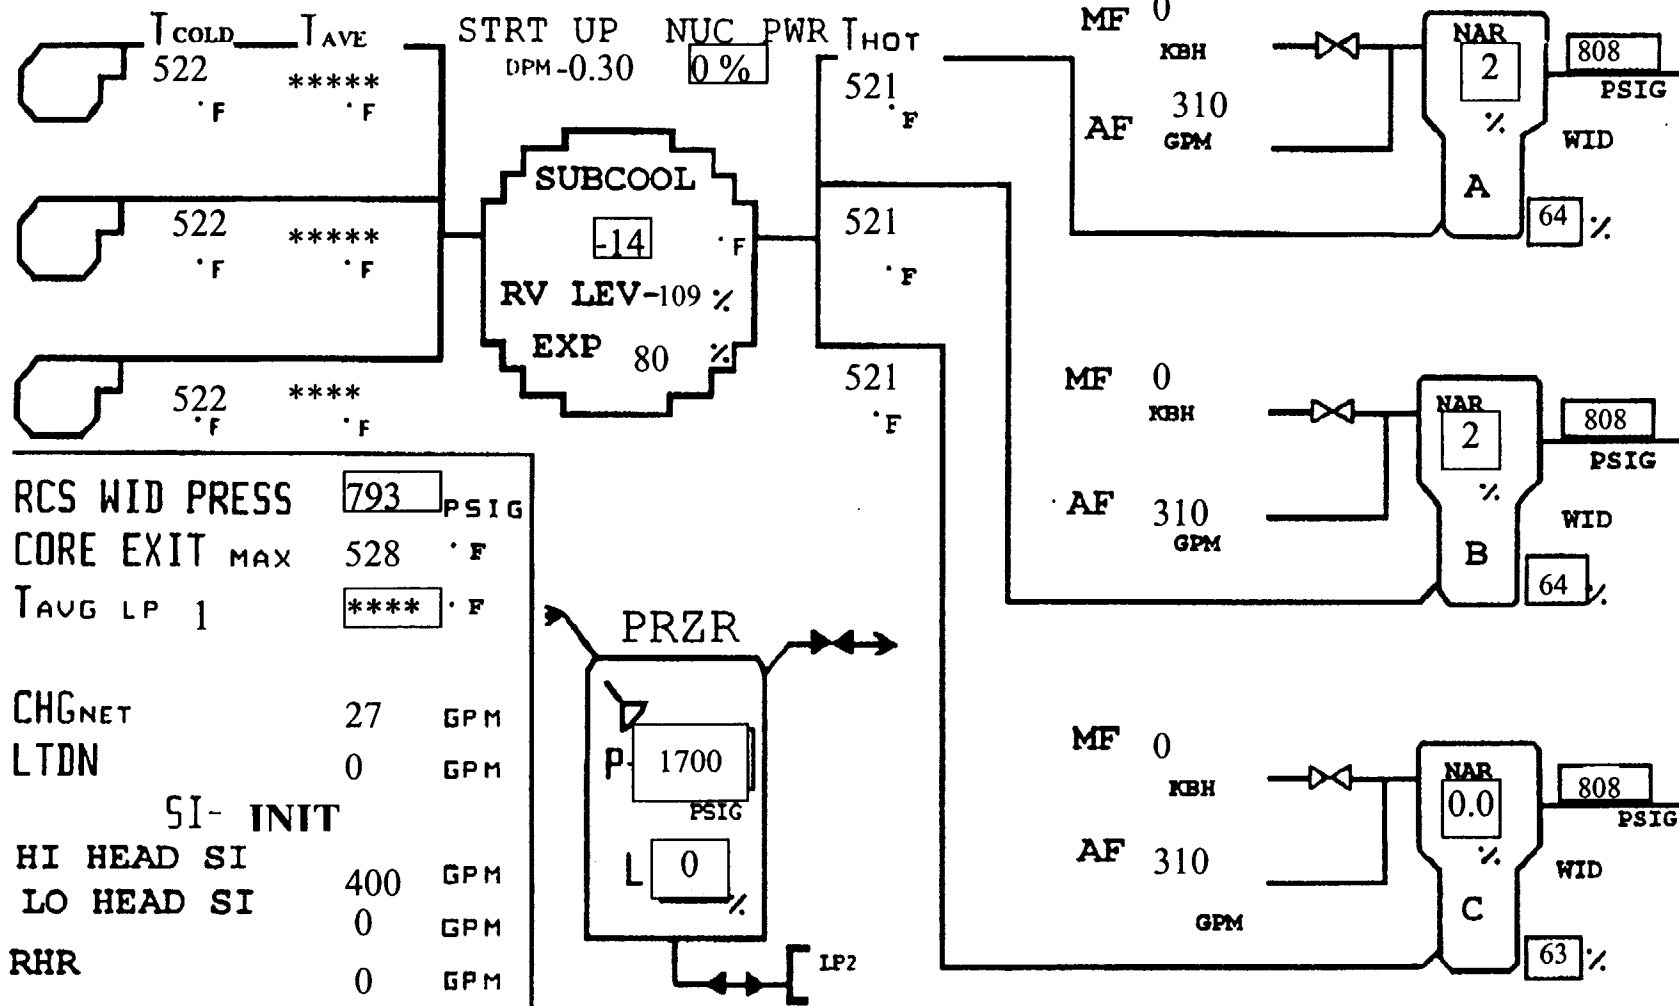 TCOLD TAVE STRT UP NUC PWR THOT
522 ***** DPM -0.30 0 % 521
°F °F °F
522 ***** SUBCOOL 521
°F °F -14 °F °F
RV LEV-109 %
EXP 80 %
522 **** 521
°F °F °F
MF 0 KBH NAR 2 % 808 PSIG
AF 310 GPM WID
A 64 %
MF 0 KBH NAR 2 % 808 PSIG
AF 310 GPM WID
B 64 %
MF 0 KBH NAR 0.0 % 808 PSIG
AF 310 GPM WID
C 63 %
RCS WID PRESS 793 PSIG
CORE EXIT MAX 528 °F
TAVG LP 1 **** °F
CHGNET 27 GPM
LTDN 0 GPM
SI- INIT
HI HEAD SI 400 GPM
LO HEAD SI 0 GPM
RHR 0 GPM
PRZR
P 1700
PSIG
L 0 %
LP2